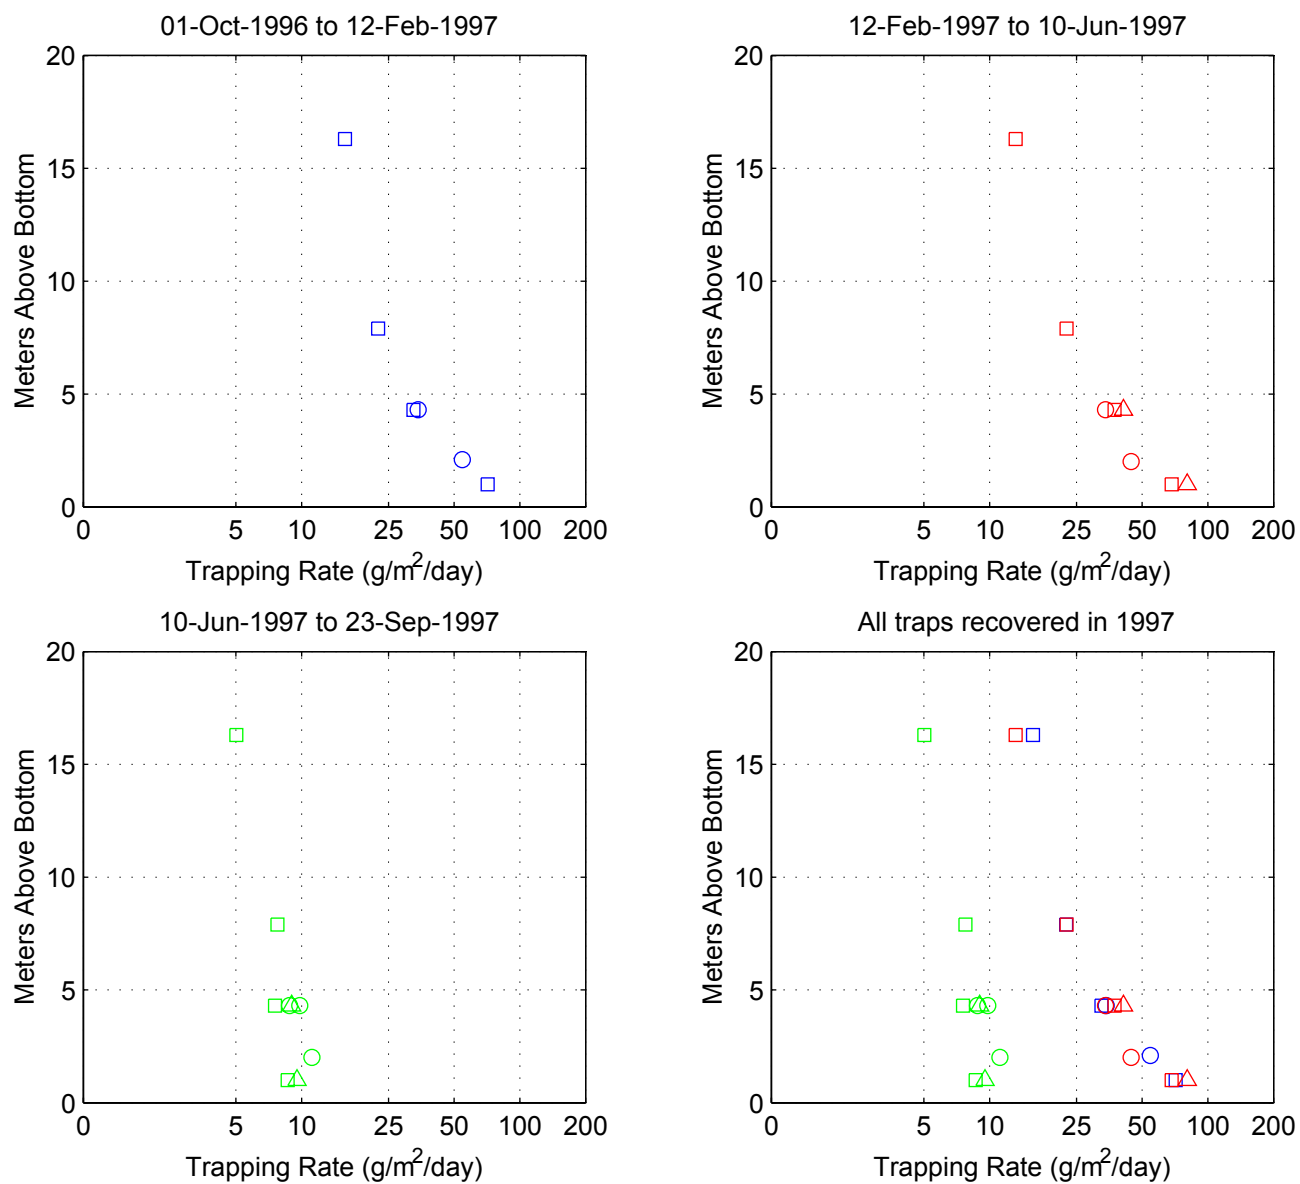 01-Oct-1996 to 12-Feb-1997
20
15
10
5
0
Meters Above Bottom
0 5 10 25 50 100 200
Trapping Rate (g/m²/day)
12-Feb-1997 to 10-Jun-1997
20
15
10
5
0
Meters Above Bottom
0 5 10 25 50 100 200
Trapping Rate (g/m²/day)
10-Jun-1997 to 23-Sep-1997
20
15
10
5
0
Meters Above Bottom
0 5 10 25 50 100 200
Trapping Rate (g/m²/day)
All traps recovered in 1997
20
15
10
5
0
Meters Above Bottom
0 5 10 25 50 100 200
Trapping Rate (g/m²/day)